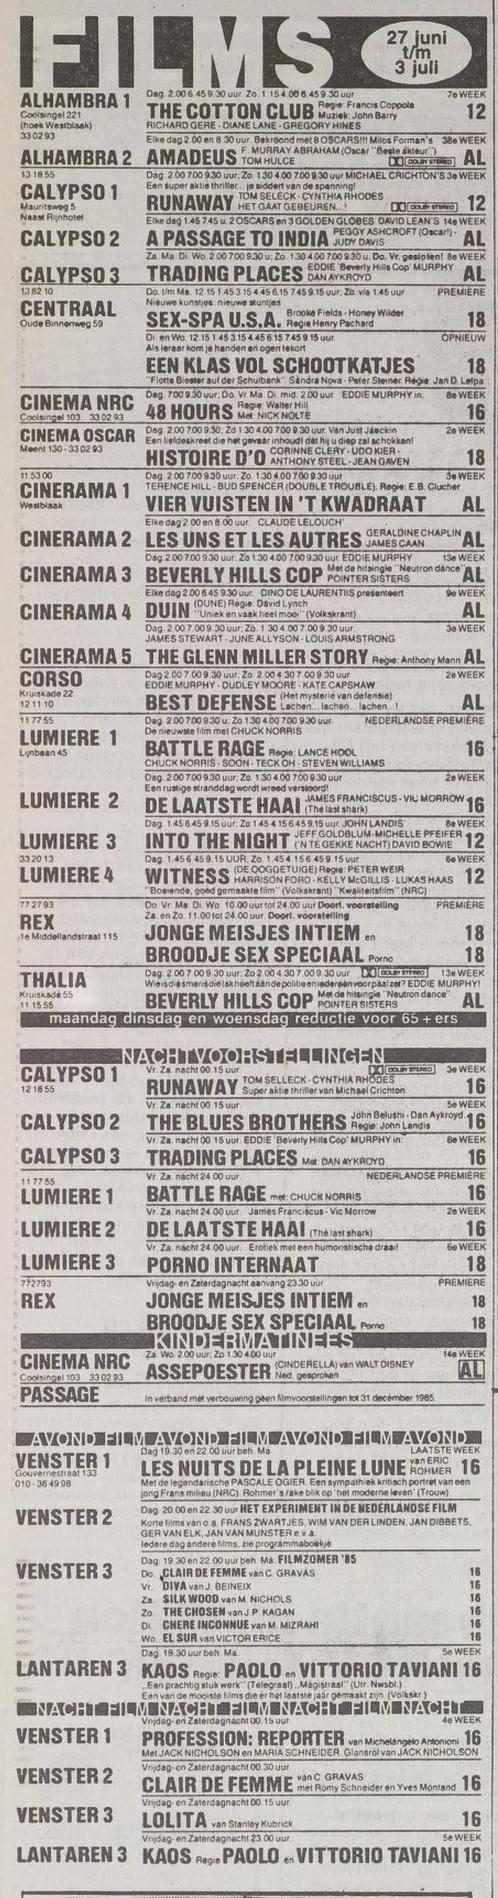 FILMS
27 juni
t/m
3 juli
ALHAMBRA 1
Coolsingel 221
(hoek Westblaak)
33 02 93
Dag. 2.00 6.45 9.30 uur. Zo. 1.15 4.00 6.45 9.30 uur 7e WEEK
THE COTTON CLUB Regie: Francis Coppola
Muziek: John Barry 12
RICHARD GERE - DIANE LANE - GREGORY HINES
Elke dag 2.00 en 8.30 uur. Bekroond met 8 OSCARS!!! Milos Forman's 38e WEEK
ALHAMBRA 2 AMADEUS F. MURRAY ABRAHAM (Oscar "Beste akteur")
TOM HULCE DOLBY STEREO AL
13 18 55
CALYPSO 1
Mauritsweg 5
Naast Rijnhotel
Dag. 2.00 7.00 9.30 uur; Zo. 1.30 4.00 7.00 9.30 uur MICHAEL CRICHTON'S 3e WEEK
Een super aktie thriller... je siddert van de spanning!
RUNAWAY TOM SELECK - CYNTHIA RHODES
HET GAAT GEBEUREN...! DOLBY STEREO 12
Elke dag 1.45 7.45 u. 2 OSCARS en 3 GOLDEN GLOBES DAVID LEAN'S 14e WEEK
CALYPSO 2 A PASSAGE TO INDIA PEGGY ASHCROFT (Oscar!) -
JUDY DAVIS AL
Za. Ma. Di. Wo. 2.00 7.00 9.30 u; Zo. 1.30 4.00 7.00 9.30 u. Do. Vr. gesloten! 8e WEEK
CALYPSO 3 TRADING PLACES EDDIE 'Beverly Hills Cop' MURPHY
DAN AYKROYD AL
13 82 10
CENTRAAL
Oude Binnenweg 59
Do. t/m Ma. 12.15 1.45 3.15 4.45 6.15 7.45 9.15 uur; Zb. v/a 1.45 uur PREMIÈRE
Nieuwe kunstjes: nieuwe stuntjes
SEX-SPA U.S.A. Brooke Fields - Honey Wilder
Regie Henry Pachard 18
Di. en Wo. 12.15 1.45 3.15 4.45 6.15 7.45 9.15 uur. OPNIEUW
Als leraar kom je handen en ogen tekort
EEN KLAS VOL SCHOOTKATJES 18
"Flotte Biester auf der Schulbank" Sandra Nova - Peter Steiner. Regie: Jan D. Letpa
CINEMA NRC
Coolsingel 103 33 02 93
Dag. 7.00 9.30 uur; Do. Vr. Ma. Di. mid. 2.00 uur. EDDIE MURPHY in: 8e WEEK
48 HOURS Regie: Walter Hill
Met: NICK NOLTE 16
CINEMA OSCAR
Meent 130 - 33 02 93
Dag. 2.00 7.00 9.30; Zo 1.30 4.00 7.00 9.30 uur. Van Just Jaeckin 2e WEEK
Een liefdeskreet die het gevaar inhoudt dat hij u diep zal schokken!
HISTOIRE D'O CORINNE CLERY - UDO KIER -
ANTHONY STEEL - JEAN GAVEN 18
11 53 00
CINERAMA 1
Westblaak
Dag. 2.00 7.00 9.30 uur; Zo. 1.30 4.00 7.00 9.30 uur 3e WEEK
TERENCE HILL - BUD SPENCER (DOUBLE TROUBLE). Regie: E.B. Clucher
VIER VUISTEN IN 'T KWADRAAT AL
Elke dag 2.00 en 8.00 uur. CLAUDE LELOUCH'
CINERAMA 2 LES UNS ET LES AUTRES GERALDINE CHAPLIN
JAMES CAAN AL
Dag. 2.00 7.00 9.30 uur; Zo 1.30 4.00 7.00 9.30 uur EDDIE MURPHY 13e WEEK
CINERAMA 3 BEVERLY HILLS COP Met de hitsingle "Neutron dance"
POINTER SISTERS AL
Elke dag 2.00 6.45 9.30 uur. DINO DE LAURENTIIS presenteert 9e WEEK
CINERAMA 4 DUIN (DUNE) Regie: David Lynch
"Uniek en vaak heel mooi" (Volkskrant) AL
Dag. 2.00 7.00 9.30 uur; Zo. 1.30 4.00 7.00 9.30 uur 3e WEEK
JAMES STEWART - JUNE ALLYSON - LOUIS ARMSTRONG
CINERAMA 5 THE GLENN MILLER STORY Regie: Anthony Mann AL
CORSO
Kruiskade 22
12 11 10
Dag 2.00 7.00 9.30 uur; Zo. 2.00 4.30 7.00 9.30 uur 2e WEEK
EDDIE MURPHY - DUDLEY MOORE - KATE CAPSHAW
BEST DEFENSE (Het mysterie van defensie)
Lachen... lachen... lachen...! AL
11 77 55
LUMIERE 1
Lijnbaan 45
Dag. 2.00 7.00 9.30 u; Zo 1.30 4.00 7.00 9.30 uur. NEDERLANDSE PREMIÈRE
De nieuwste film met CHUCK NORRIS
BATTLE RAGE Regie: LANCE HOOL 16
CHUCK NORRIS - SOON - TECK OH - STEVEN WILLIAMS
Dag. 2.00 7.00 9.30 uur; Zo. 1.30 4.00 7.00 9.30 uur 2e WEEK
Een rustige stranddag wordt wreed verstoord!
LUMIERE 2 DE LAATSTE HAAI JAMES FRANCISCUS - VIC MORROW
(The last shark) 16
Dag. 1.45 6.45 9.15 uur; Zo. 1.45 4.15 6.45 9.15 uur. JOHN LANDIS' 8e WEEK
LUMIERE 3 INTO THE NIGHT JEFF GOLDBLUM - MICHELLE PFEIFER
('N TE GEKKE NACHT) DAVID BOWIE 12
33 20 13
LUMIERE 4
Dag. 1.45 6.45 9.15 UUR; Zo. 1.45 4.15 6.45 9.15 uur 6e WEEK
WITNESS (DE OOGGETUIGE) Regie: PETER WEIR
HARRISON FORD - KELLY McGILLIS - LUKAS HAAS 12
"Boeiende, goed gemaakte film" (Volkskrant) "Kwaliteitsfilm" (NRC)
77 27 93
REX
1e Middellandstraat 115
Do. Vr. Ma. Di. Wo. 10.00 uur tot 24.00 uur Doorl. voorstelling PREMIÈRE
Za. en Zo. 11.00 tot 24.00 uur. Doorl. voorstelling
JONGE MEISJES INTIEM en 18
BROODJE SEX SPECIAAL Porno 18
THALIA
Kruiskade 55
11 15 55
Dag. 2.00 7.00 9.30 uur; Zo 2.00 4.30 7.00 9.30 uur DOLBY STEREO 13e WEEK
Wie is die smeris die lak heeft aan de politie en iedereen voor paal zet? EDDIE MURPHY!
BEVERLY HILLS COP Met de hitsingle "Neutron dance"
POINTER SISTERS AL
maandag dinsdag en woensdag reductie voor 65 + ers
NACHTVOORSTELLINGEN
CALYPSO 1
12 18 55
Vr. Za. nacht 00.15 uur DOLBY STEREO 3e WEEK
RUNAWAY TOM SELLECK - CYNTHIA RHODES
Super aktie thriller van Michael Crichton 16
Vr. Za. nacht 00.15 uur. 5e WEEK
CALYPSO 2 THE BLUES BROTHERS John Belushi - Dan Aykroyd
Regie: John Landis 16
Vr. Za. nacht 00.15 uur. EDDIE 'Beverly Hills Cop' MURPHY in: 8e WEEK
CALYPSO 3 TRADING PLACES Met: DAN AYKROYD 16
11 77 55
Vr. Za. nacht 24.00 uur. NEDERLANDSE PREMIÈRE
LUMIERE 1 BATTLE RAGE met: CHUCK NORRIS 16
Vr. Za. nacht 24.00 uur. James Franciscus - Vic Morrow 2e WEEK
LUMIERE 2 DE LAATSTE HAAI (The last shark) 16
Vr. Za. nacht 24.00 uur. Erotiek met een humoristische draai! 6e WEEK
LUMIERE 3 PORNO INTERNAAT 18
772793
REX
Vrijdag- en Zaterdagnacht aanvang 23.30 uur PREMIÈRE
JONGE MEISJES INTIEM en 18
BROODJE SEX SPECIAAL Porno 18
KINDERMATINEES
CINEMA NRC
Coolsingel 103 33 02 93
Za. Wo. 2.00 uur; Zo 1.30 4.00 uur 14e WEEK
ASSEPOESTER (CINDERELLA) van WALT DISNEY
Ned. gesproken AL
PASSAGE In verband met verbouwing geen filmvoorstellingen tot 31 december 1985
AVOND FILM AVOND FILM AVOND FILM AVOND
VENSTER 1
Gouvernestraat 133
010 - 36 49 98
Dag 19.30 en 22.00 uur beh. Ma. LAATSTE WEEK
LES NUITS DE LA PLEINE LUNE van ERIC
ROHMER 16
Met de legendarische PASCALE OGIER. Een sympathiek kritisch portret van een
jong Frans milieu (NRC). Rohmer's rake blik op 'het moderne leven' (Trouw)
VENSTER 2
Dag. 20.00 en 22.30 uur HET EXPERIMENT IN DE NEDERLANDSE FILM
Korte films van o.a. FRANS ZWARTJES, WIM VAN DER LINDEN, JAN DIBBETS,
GER VAN ELK, JAN VAN MUNSTER e.v.a.
Iedere dag andere films, zie programmaboekje
VENSTER 3
Dag. 19.30 en 22.00 uur beh. Ma. FILMZOMER '85
Do. CLAIR DE FEMME van C. GRAVAS 16
Vr. DIVA van J. BEINEIX 16
Za. SILK WOOD van M. NICHOLS 16
Zo. THE CHOSEN van J.P. KAGAN 16
Di. CHERE INCONNUE van M. MIZRAHI 16
Wo. EL SUR van VICTOR ERICE 16
Dag. 19.30 uur beh. Ma. 5e WEEK
LANTAREN 3 KAOS Regie: PAOLO en VITTORIO TAVIANI 16
"Een prachtig stuk werk" (Telegraaf) "Magistraal" (Utr. Nwsbl.)
Een van de mooiste films die er het laatste jaar gemaakt zijn. (Volkskr.)
NACHT FILM NACHT FILM NACHT FILM NACHT
Vrijdag- en Zaterdagnacht 00.15 uur. 4e WEEK
VENSTER 1 PROFESSION: REPORTER van Michelangelo Antonioni 16
Met JACK NICHOLSON en MARIA SCHNEIDER. Glansrol van JACK NICHOLSON
Vrijdag- en Zaterdagnacht 00.30 uur
VENSTER 2 CLAIR DE FEMME van C. GRAVAS
met Romy Schneider en Yves Montand 16
Vrijdag- en Zaterdagnacht 00.15 uur.
VENSTER 3 LOLITA van Stanley Kubrick 16
Vrijdag- en Zaterdagnacht 23.00 uur. 5e WEEK
LANTAREN 3 KAOS Regie PAOLO en VITTORIO TAVIANI 16